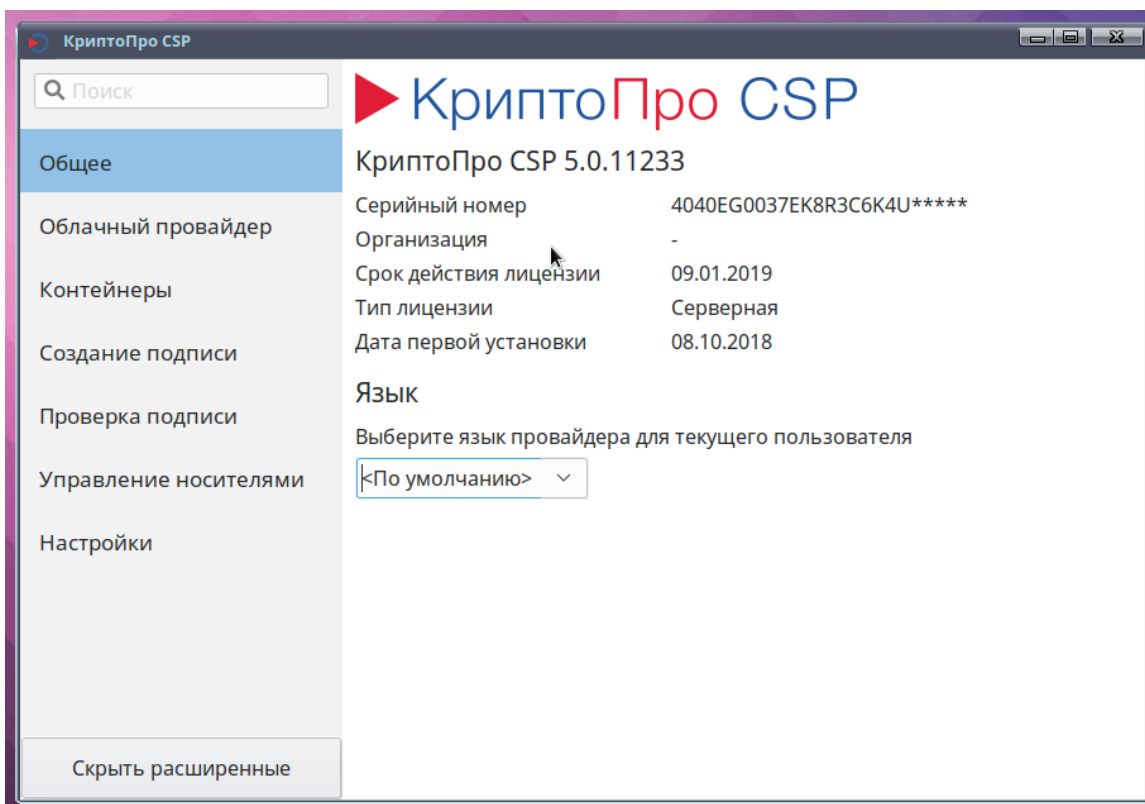 КриптоПро CSP
Поиск
Общее
Облачный провайдер
Контейнеры
Создание подписи
Проверка подписи
Управление носителями
Настройки
Скрыть расширенные
КриптоПро CSP
КриптоПро CSP 5.0.11233
Серийный номер 4040EG0037EK8R3C6K4U*****
Организация -
Срок действия лицензии 09.01.2019
Тип лицензии Серверная
Дата первой установки 08.10.2018
Язык
Выберите язык провайдера для текущего пользователя
<По умолчанию>